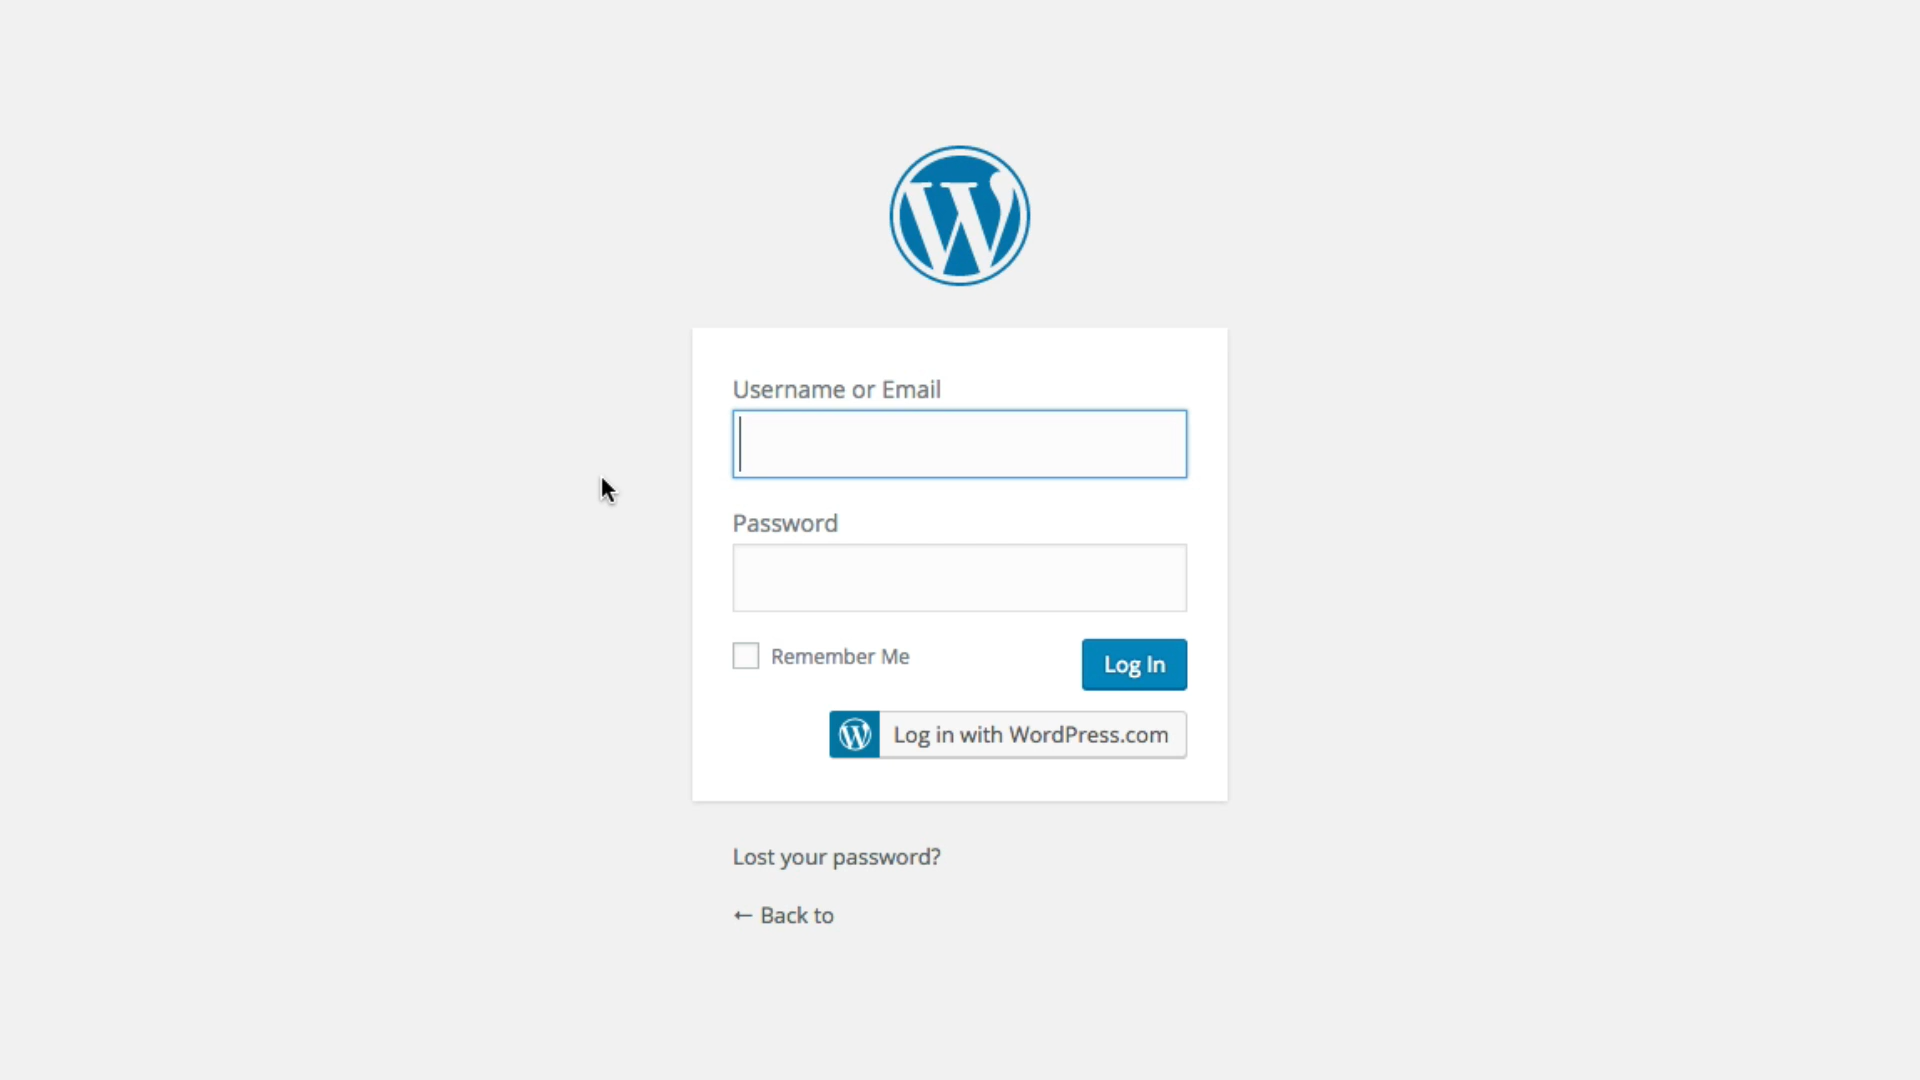 Username or Email
Password
Remember Me
Log In
Log in with WordPress.com
Lost your password?
← Back to